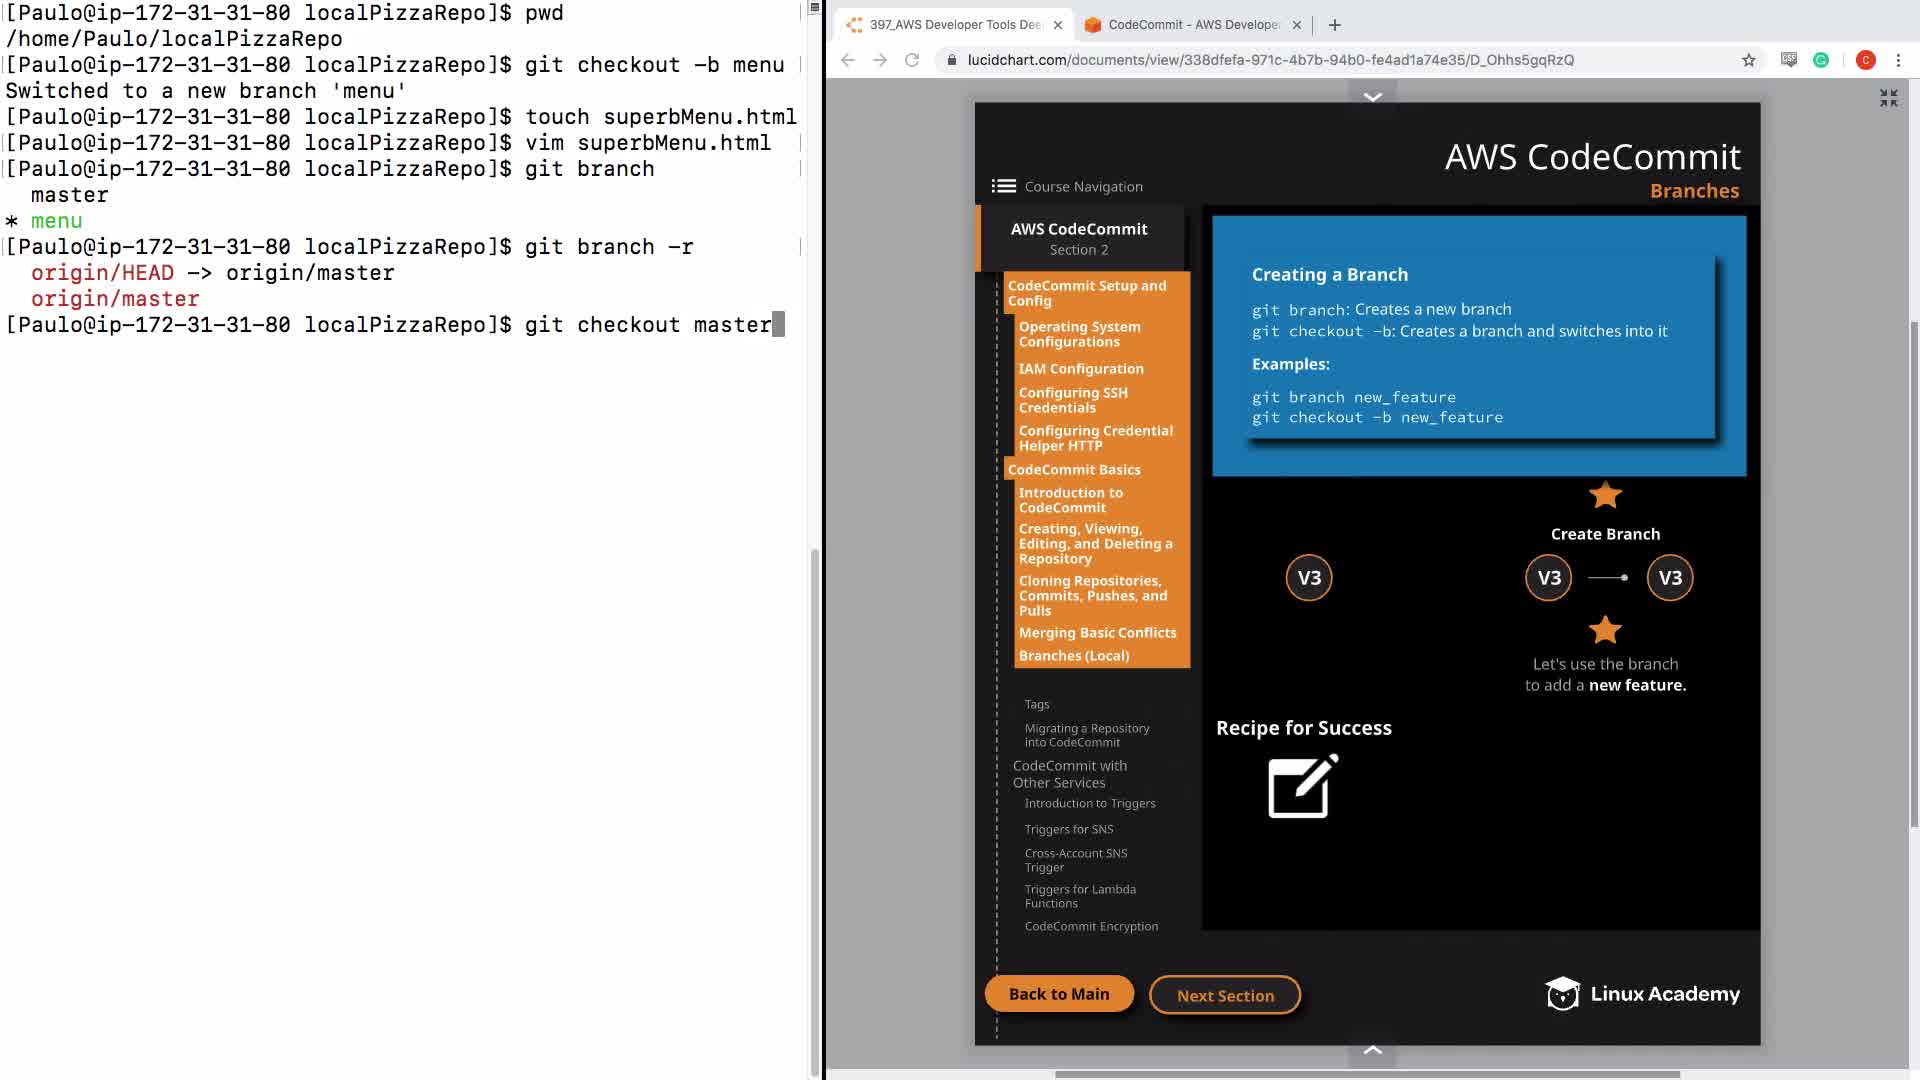 [Paulo@ip-172-31-31-80 localPizzaRepo]$ pwd
/home/Paulo/localPizzaRepo
[Paulo@ip-172-31-31-80 localPizzaRepo]$ git checkout -b menu
Switched to a new branch 'menu'
[Paulo@ip-172-31-31-80 localPizzaRepo]$ touch superbMenu.html
[Paulo@ip-172-31-31-80 localPizzaRepo]$ vim superbMenu.html
[Paulo@ip-172-31-31-80 localPizzaRepo]$ git branch
master
* menu
[Paulo@ip-172-31-31-80 localPizzaRepo]$ git branch -r
origin/HEAD -> origin/master
origin/master
[Paulo@ip-172-31-31-80 localPizzaRepo]$ git checkout master
397_AWS Developer Tools Dee
CodeCommit - AWS Developer
lucidchart.com/documents/view/338dfefa-971c-4b7b-94b0-fe4ad1a74e35/D_Ohhs5gqRzQ
C
AWS CodeCommit
Branches
Course Navigation
AWS CodeCommit
Section 2
CodeCommit Setup and
Config
Operating System
Configurations
IAM Configuration
Configuring SSH
Credentials
Configuring Credential
Helper HTTP
CodeCommit Basics
Introduction to
CodeCommit
Creating, Viewing,
Editing, and Deleting a
Repository
Cloning Repositories,
Commits, Pushes, and
Pulls
Merging Basic Conflicts
Branches (Local)
Tags
Migrating a Repository
into CodeCommit
CodeCommit with
Other Services
Introduction to Triggers
Triggers for SNS
Cross-Account SNS
Trigger
Triggers for Lambda
Functions
CodeCommit Encryption
Creating a Branch
git branch: Creates a new branch
git checkout -b: Creates a branch and switches into it
Examples:
git branch new_feature
git checkout -b new_feature
Create Branch
V3
V3
V3
Let's use the branch
to add a new feature.
Recipe for Success
Back to Main
Next Section
Linux Academy